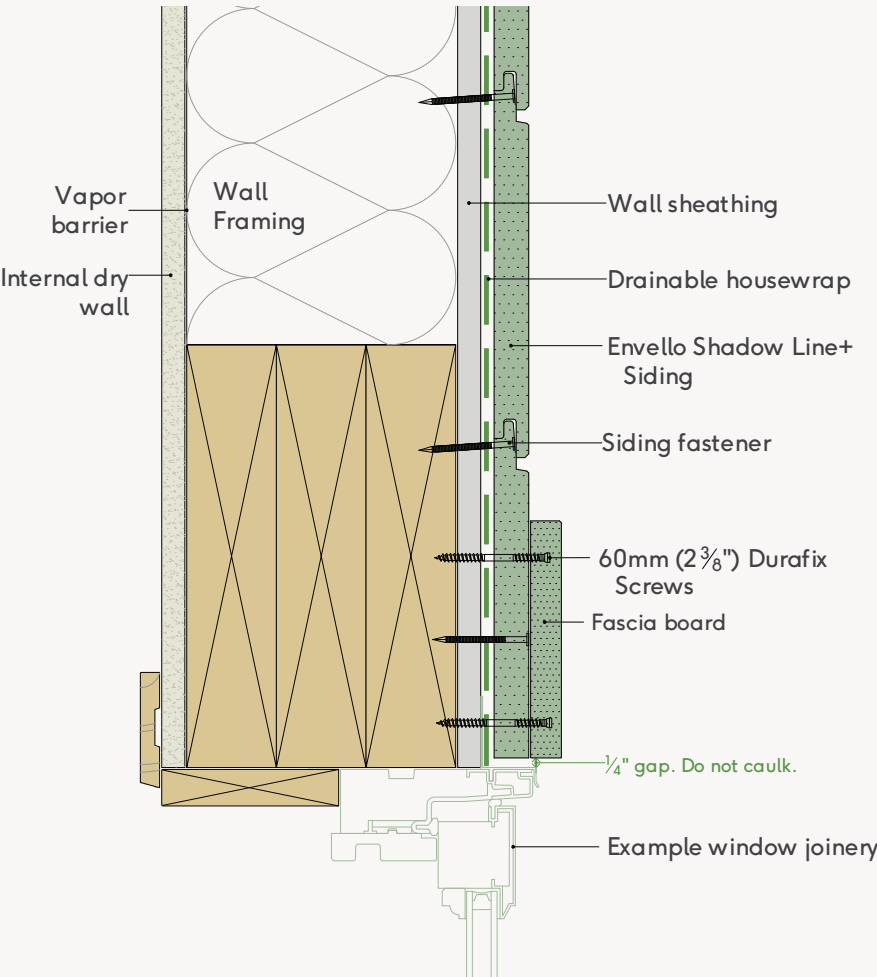 Vapor
barrier
Wall
Framing
Internal dry
wall
Wall sheathing
Drainable housewrap
Envello Shadow Line+
Siding
Siding fastener
60mm (2⅜") Durafix
Screws
Fascia board
¼" gap. Do not caulk.
Example window joinery